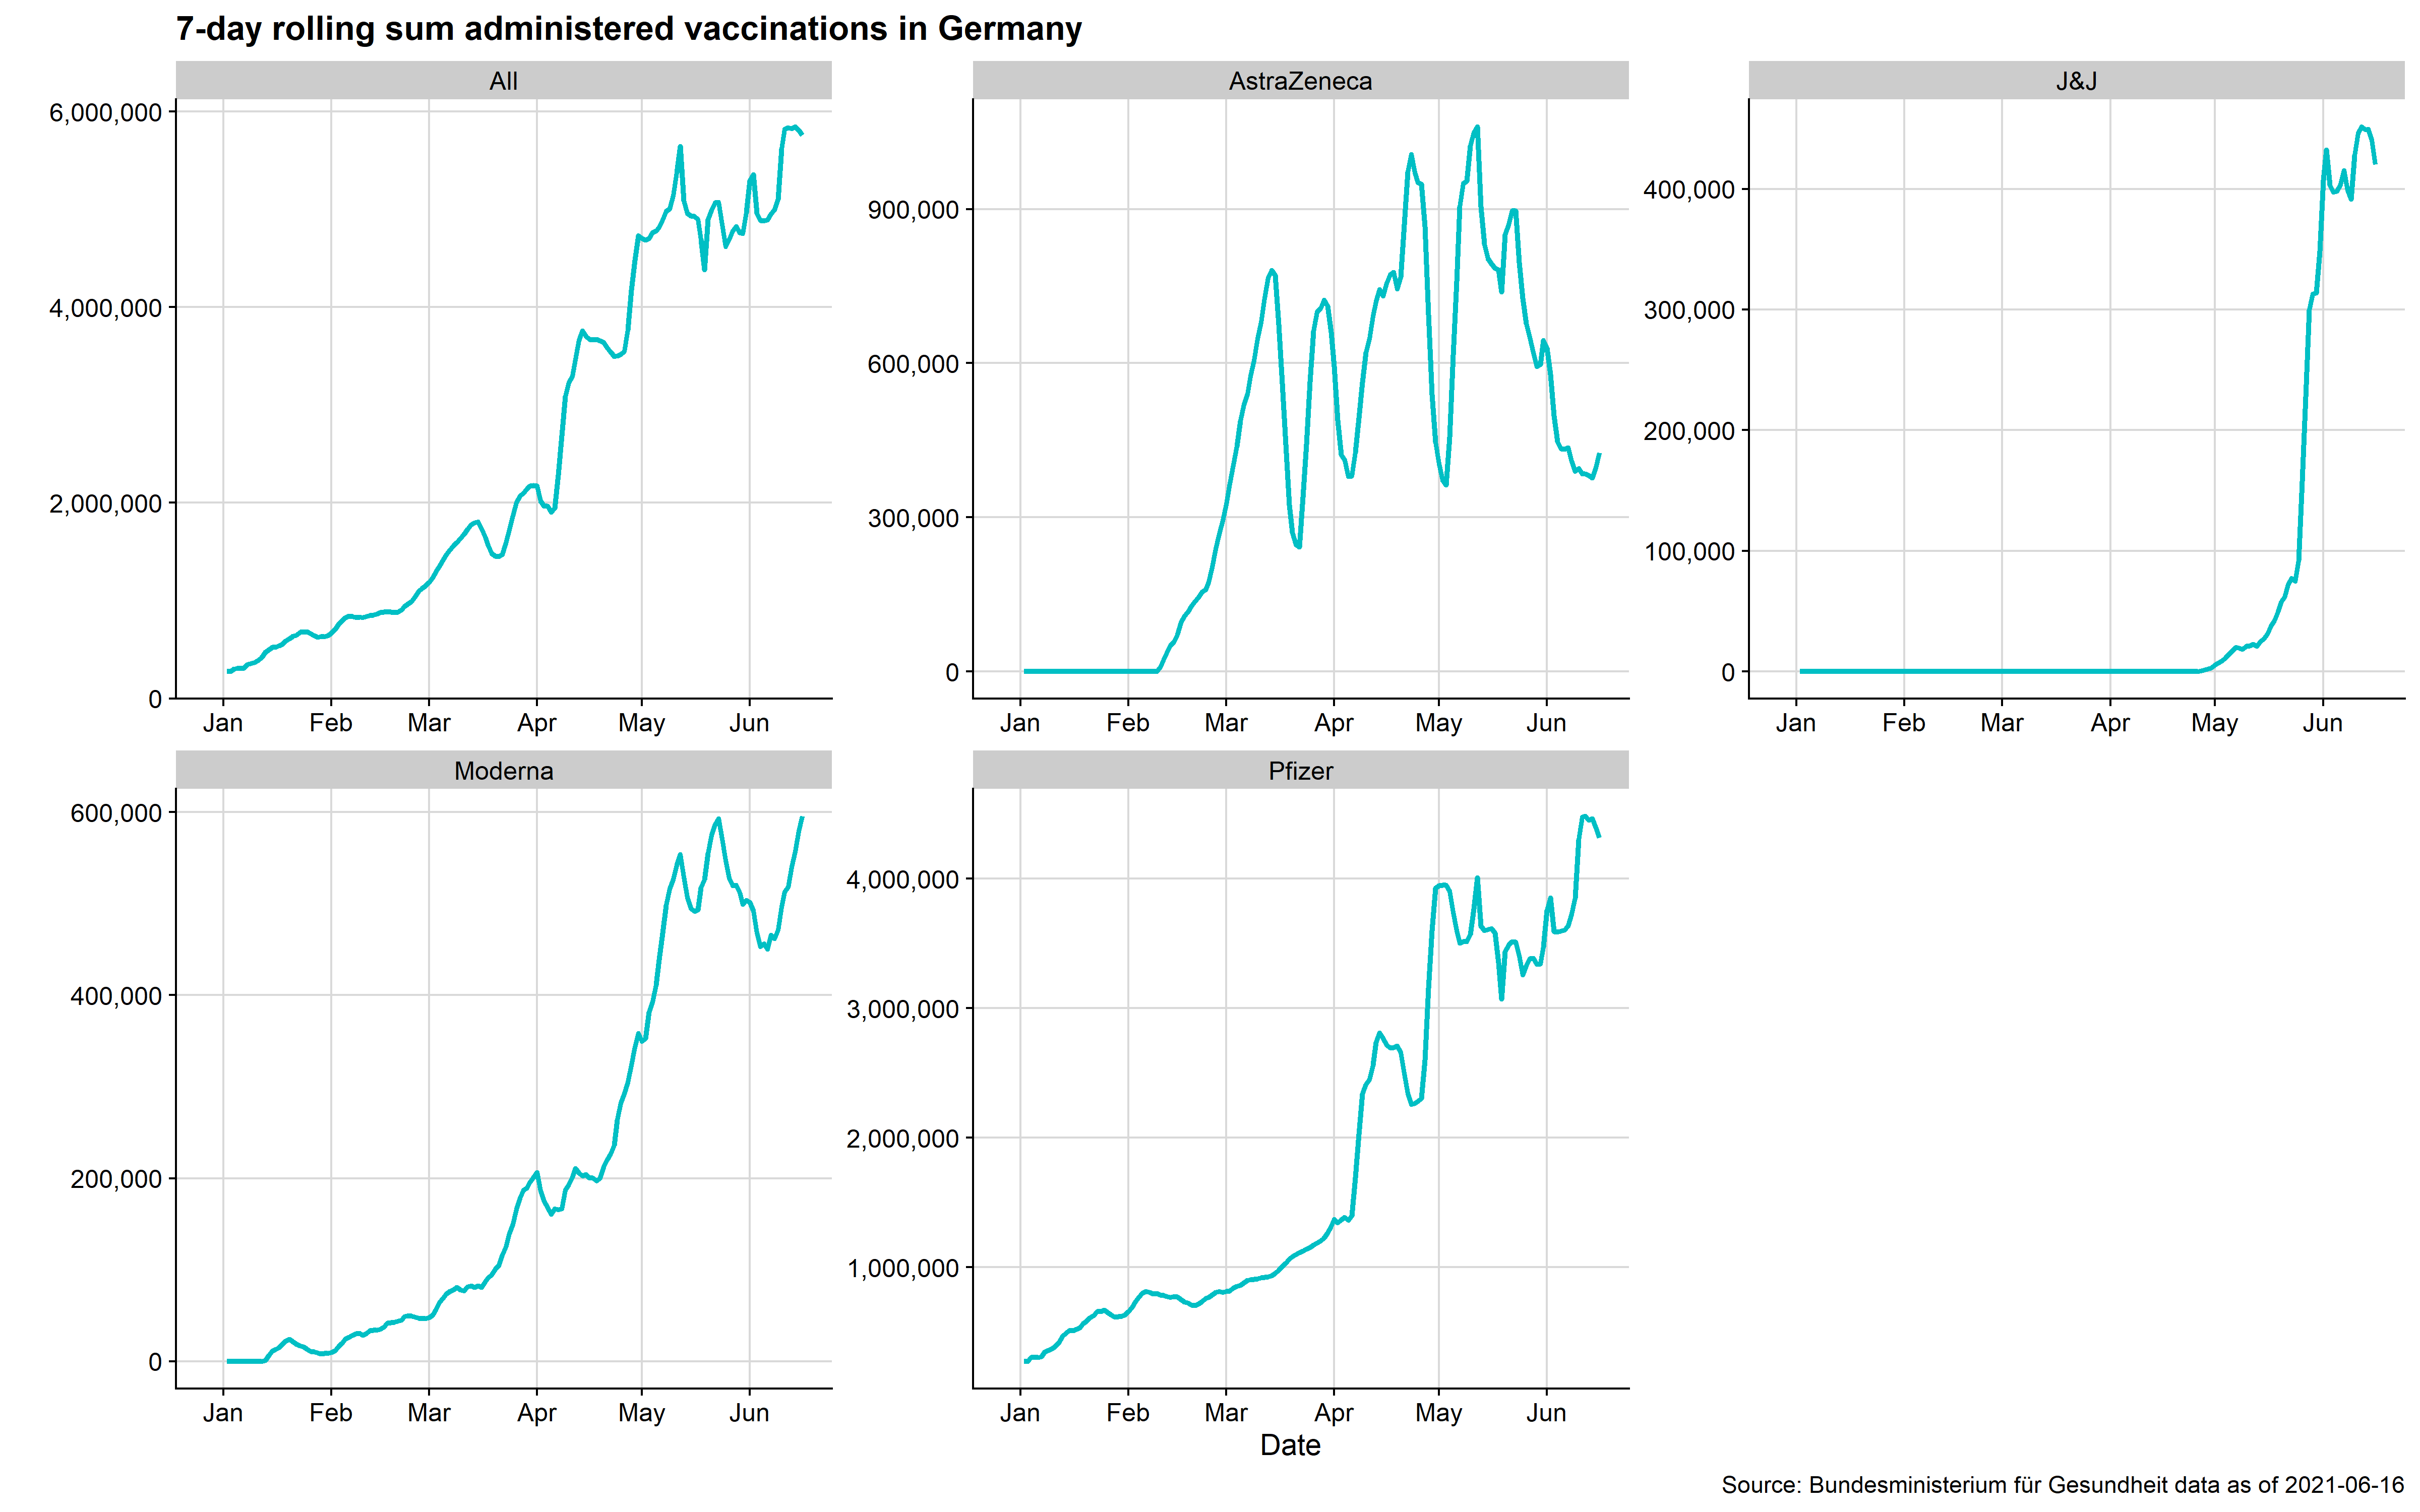 7-day rolling sum administered vaccinations in Germany
All
6,000,000
4,000,000
2,000,000
0
Jan Feb Mar Apr May Jun
AstraZeneca
900,000
600,000
300,000
0
Jan Feb Mar Apr May Jun
J&J
400,000
300,000
200,000
100,000
0
Jan Feb Mar Apr May Jun
Moderna
600,000
400,000
200,000
0
Jan Feb Mar Apr May Jun
Pfizer
4,000,000
3,000,000
2,000,000
1,000,000
Jan Feb Mar Apr May Jun
Date
Source: Bundesministerium für Gesundheit data as of 2021-06-16